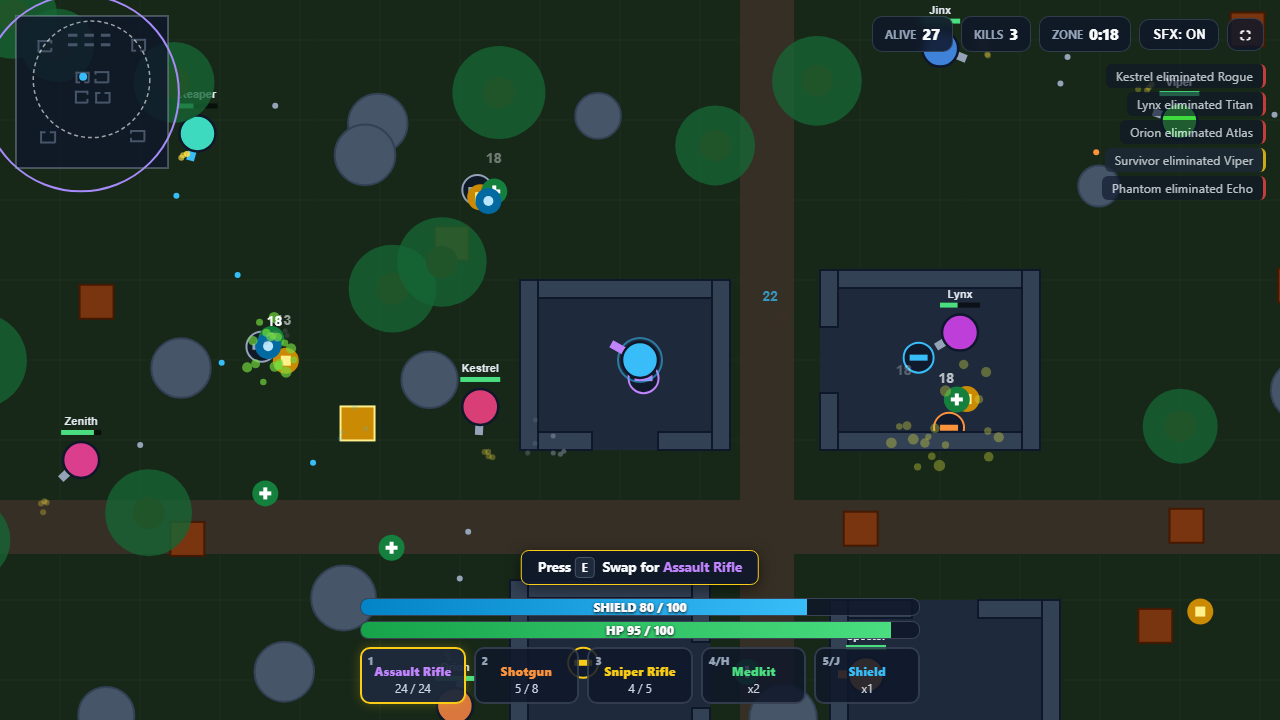 Jinx
ALIVE 27
KILLS 3
ZONE 0:18
SFX: ON
Kestrel eliminated Rogue
Viper
Lynx eliminated Titan
Orion eliminated Atlas
Survivor eliminated Viper
Phantom eliminated Echo
18
22
Lynx
18
Kestrel
18
18
Zenith
Press E Swap for Assault Rifle
SHIELD 80 / 100
HP 95 / 100
1
Assault Rifle
24 / 24
2
Shotgun
5 / 8
3
Sniper Rifle
4 / 5
4/H
Medkit
x2
5/J
Shield
x1